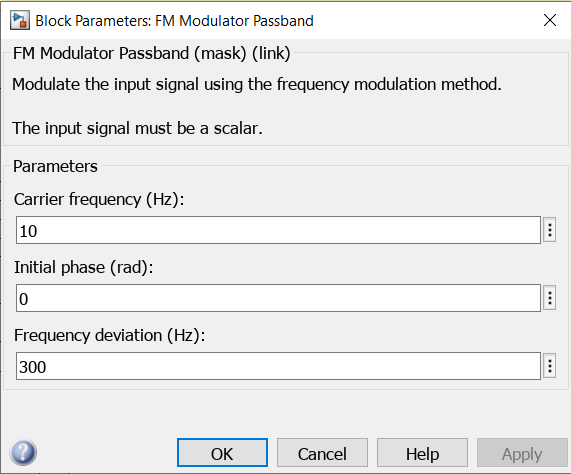 Block Parameters: FM Modulator Passband
FM Modulator Passband (mask) (link)
Modulate the input signal using the frequency modulation method.
The input signal must be a scalar.
Parameters
Carrier frequency (Hz):
10
Initial phase (rad):
0
Frequency deviation (Hz):
300
? OK Cancel Help Apply